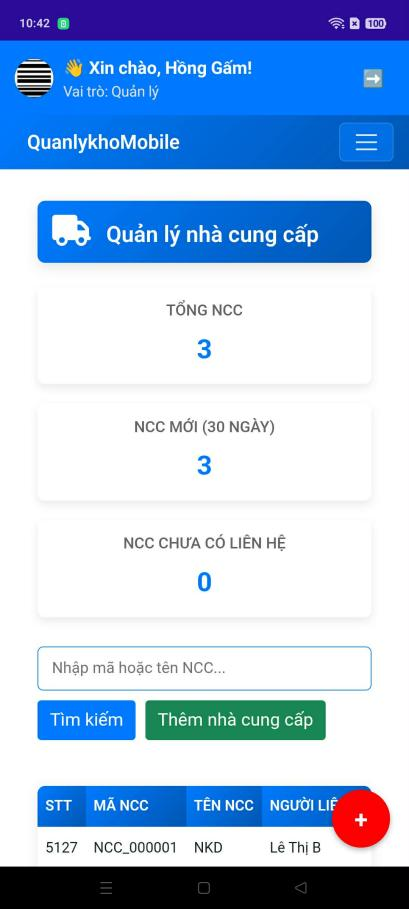 10:42
100
👋 Xin chào, Hồng Gấm!
Vai trò: Quản lý
QuanlykhoMobile
Quản lý nhà cung cấp
TỔNG NCC
3
NCC MỚI (30 NGÀY)
3
NCC CHƯA CÓ LIÊN HỆ
0
Nhập mã hoặc tên NCC...
Tìm kiếm Thêm nhà cung cấp
STT MÃ NCC TÊN NCC NGƯỜI
+
5127 NCC_000001 NKD Lê Thị B